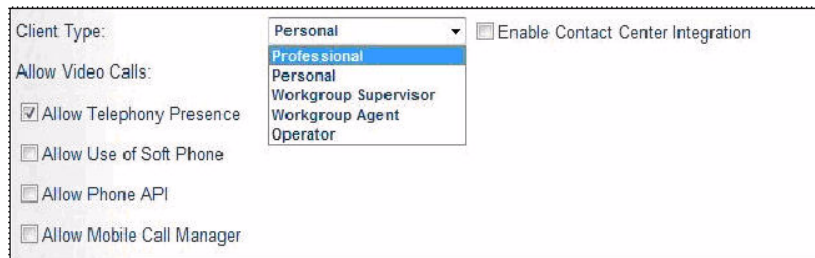 Client Type: Personal Enable Contact Center Integration
Professional
Allow Video Calls: Personal
Workgroup Supervisor
Allow Telephony Presence Workgroup Agent
Operator
Allow Use of Soft Phone
Allow Phone API
Allow Mobile Call Manager